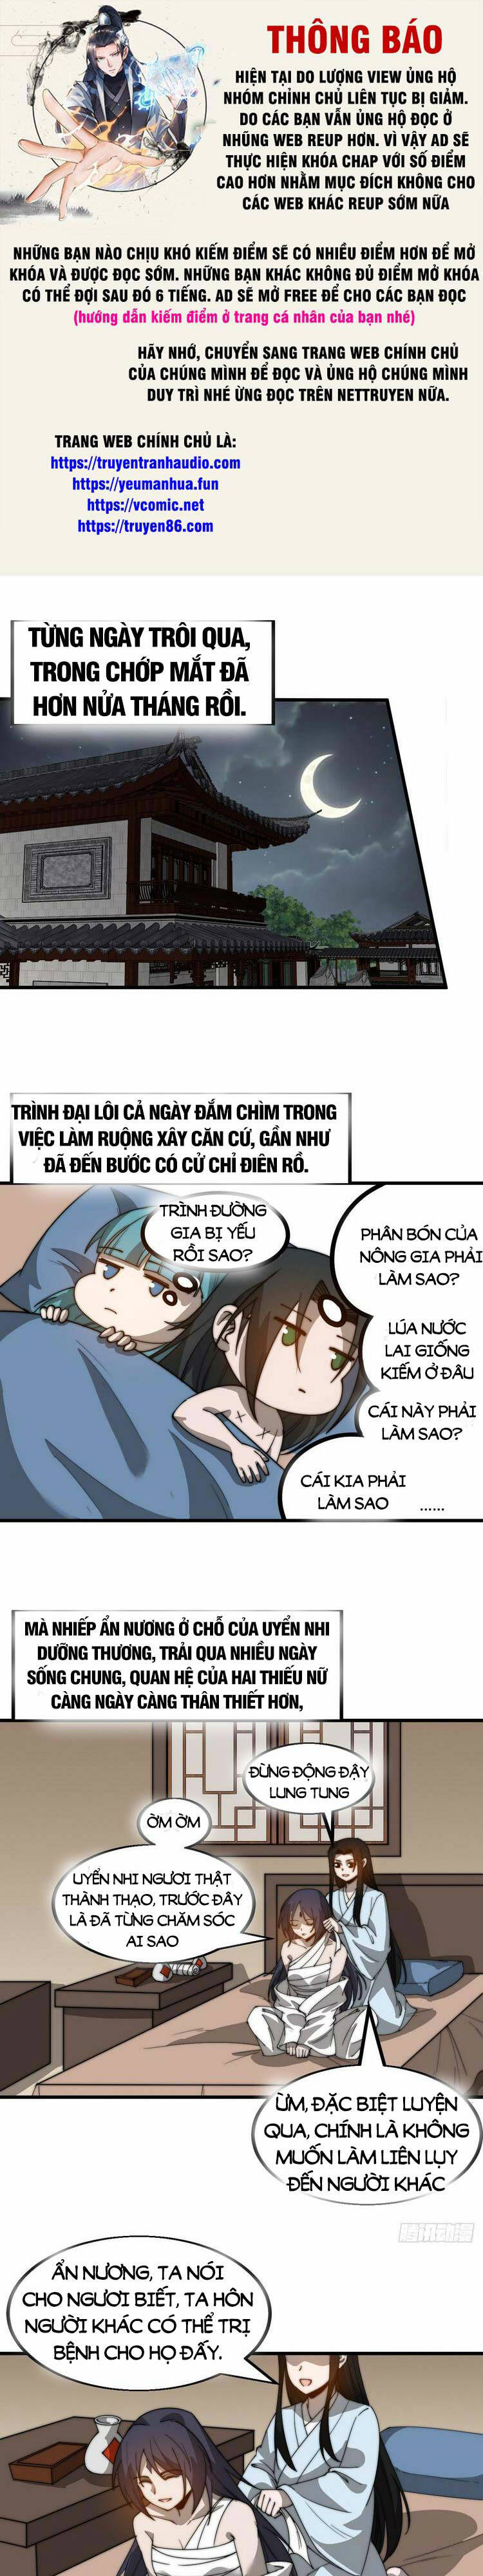 THÔNG BÁO
HIỆN TẠI DO LƯỢNG VIEW ỦNG HỘ
NHÓM CHỈNH CHỦ LIÊN TỤC BỊ GIẢM.
DO CÁC BẠN VẪN ỦNG HỘ ĐỌC Ở
NHŨNG WEB REUP HƠN. VÌ VẬY AD SẼ
THỰC HIỆN KHÓA CHAP VỚI SỐ ĐIỂM
CAO HƠN NHẰM MỤC ĐÍCH KHÔNG CHO
CÁC WEB KHÁC REUP SỚM NỮA
NHỮNG BẠN NÀO CHỊU KHÓ KIẾM ĐIỂM SẼ CÓ NHIỀU ĐIỂM HƠN ĐỂ MỞ
KHÓA VÀ ĐƯỢC ĐỌC SỚM. NHỮNG BẠN KHÁC KHÔNG ĐỦ ĐIỂM MỞ KHÓA
CÓ THỂ ĐỢI SAU ĐÓ 6 TIẾNG. AD SẼ MỞ FREE ĐỂ CHO CÁC BẠN ĐỌC
(hướng dẫn kiếm điểm ở trang cá nhân của bạn nhé)
HÃY NHỚ, CHUYỂN SANG TRANG WEB CHÍNH CHỦ
CỦA CHÚNG MÌNH ĐỂ ĐỌC VÀ ỦNG HỘ CHÚNG MÌNH
DUY TRÌ NHÉ ỪNG ĐỌC TRÊN NETTRUYEN NỮA.
TRANG WEB CHÍNH CHỦ LÀ:
https://truyentranhaudio.com
https://yeumanhua.fun
https://vcomic.net
https://truyen86.com
TỪNG NGÀY TRÔI QUA,
TRONG CHỚP MẮT ĐÃ
HƠN NỬA THÁNG RỒI.
TRÌNH ĐẠI LÔI CẢ NGÀY ĐẮM CHÌM TRONG
VIỆC LÀM RUỘNG XÂY CĂN CỨ, GẦN NHƯ
ĐÃ ĐẾN BƯỚC CÓ CỬ CHỈ ĐIÊN RỒ.
TRÌNH ĐƯỜNG
GIA BỊ YẾU
RỒI SAO?
PHÂN BÓN CỦA
NÔNG GIA PHẢI
LÀM SAO?
LÚA NƯỚC
LAI GIỐNG
KIẾM Ở ĐÂU
CÁI NÀY PHẢI
LÀM SAO?
CÁI KIA PHẢI
LÀM SAO ......
MÀ NHIẾP ẨN NƯƠNG Ở CHỖ CỦA UYỂN NHI
DƯỠNG THƯƠNG, TRẢI QUA NHIỀU NGÀY
SỐNG CHUNG, QUAN HỆ CỦA HAI THIẾU NỮ
CÀNG NGÀY CÀNG THÂN THIẾT HƠN,
ĐỪNG ĐỘNG ĐẬY
LUNG TUNG
ỜM ỜM
UYỂN NHI NGƯƠI THẬT
THÀNH THẠO, TRƯỚC ĐÂY
LÀ ĐÃ TỪNG CHĂM SÓC
AI SAO
ỪM, ĐẶC BIỆT LUYỆN
QUA, CHÍNH LÀ KHÔNG
MUỐN LÀM LIÊN LỤY
ĐẾN NGƯỜI KHÁC
腾讯动漫
ẨN NƯƠNG, TA NÓI
CHO NGƯƠI BIẾT, TA HÔN
NGƯỜI KHÁC CÓ THỂ TRỊ
BỆNH CHO HỌ ĐẤY.